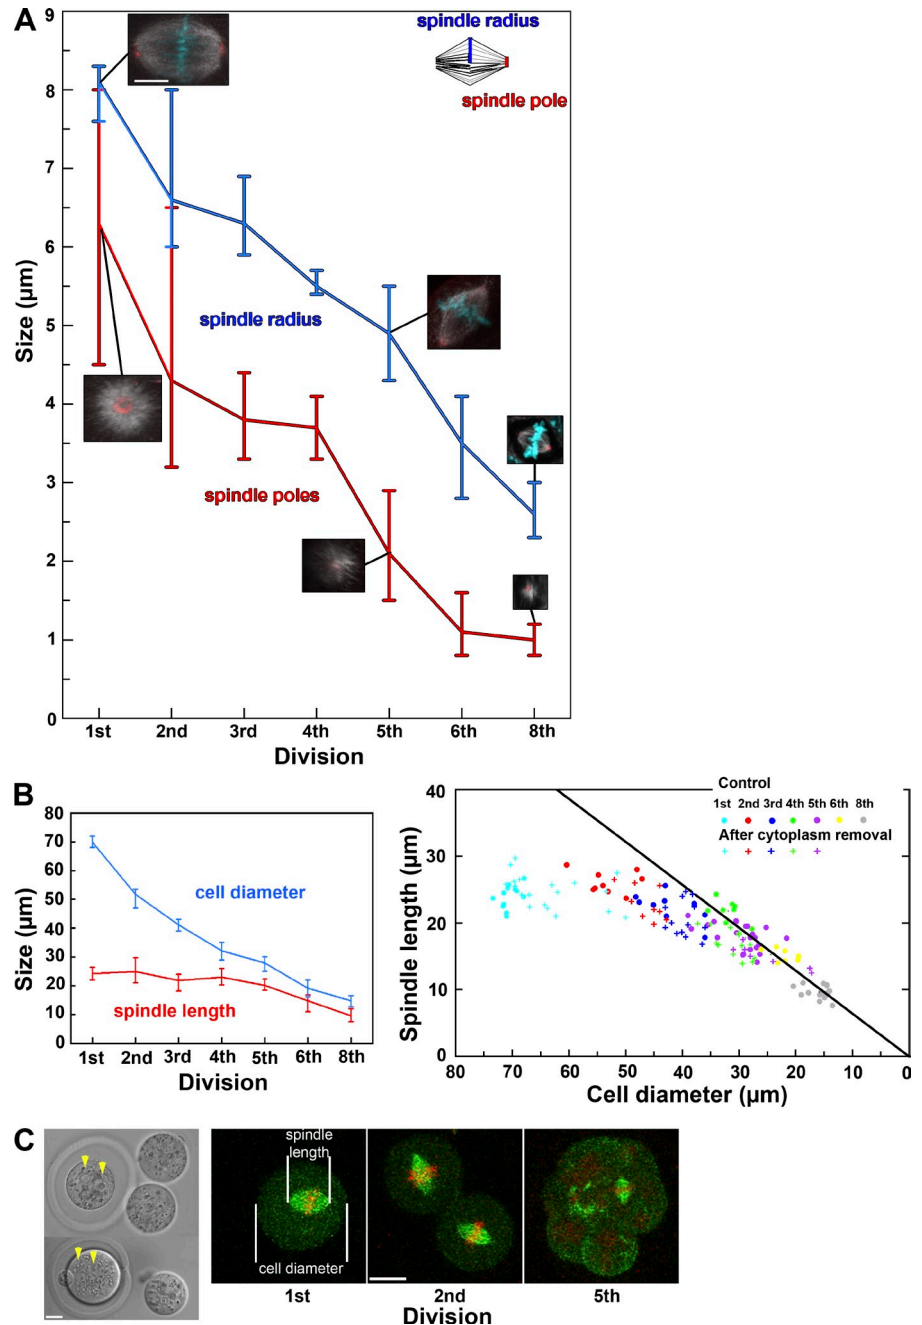 A
9
8
7
6
5
4
3
2
1
0
Size (µm)
spindle radius
spindle pole
spindle radius
spindle poles
1st 2nd 3rd 4th 5th 6th 8th
Division
B
80
70
60
50
40
30
20
10
0
Size (µm)
cell diameter
spindle length
1st 2nd 3rd 4th 5th 6th 8th
Division
40
30
20
10
0
Spindle length (µm)
Control
1st 2nd 3rd 4th 5th 6th 8th
After cytoplasm removal
80 70 60 50 40 30 20 10 0
Cell diameter (µm)
C
spindle
length
cell diameter
1st 2nd 5th
Division